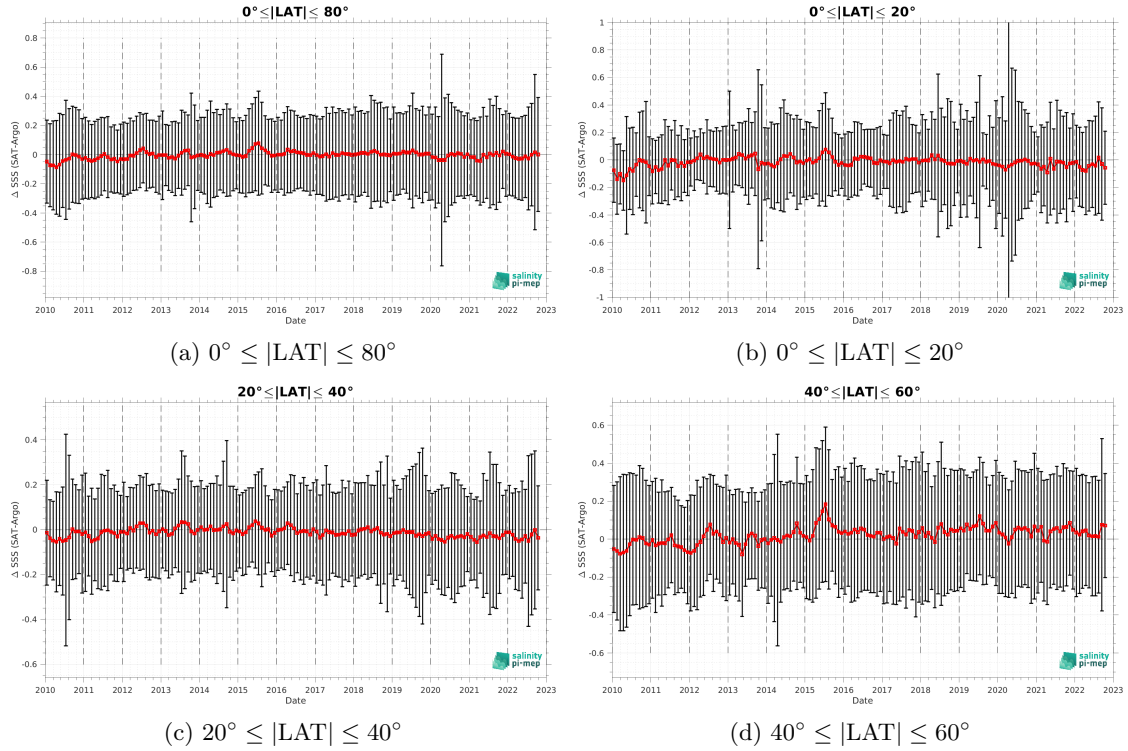 0°≤|LAT|≤ 80°
Δ SSS (SAT-Argo)
0.8
0.6
0.4
0.2
0
-0.2
-0.4
-0.6
-0.8
2010 2011 2012 2013 2014 2015 2016 2017 2018 2019 2020 2021 2022 2023
Date
salinity
pi-mep
(a) 0° ≤ |LAT| ≤ 80°
0°≤|LAT|≤ 20°
Δ SSS (SAT-Argo)
1
0.8
0.6
0.4
0.2
0
-0.2
-0.4
-0.6
-0.8
-1
2010 2011 2012 2013 2014 2015 2016 2017 2018 2019 2020 2021 2022 2023
Date
salinity
pi-mep
(b) 0° ≤ |LAT| ≤ 20°
20°≤|LAT|≤ 40°
Δ SSS (SAT-Argo)
0.4
0.2
0
-0.2
-0.4
-0.6
2010 2011 2012 2013 2014 2015 2016 2017 2018 2019 2020 2021 2022 2023
Date
salinity
pi-mep
(c) 20° ≤ |LAT| ≤ 40°
40°≤|LAT|≤ 60°
Δ SSS (SAT-Argo)
0.6
0.4
0.2
0
-0.2
-0.4
-0.6
2010 2011 2012 2013 2014 2015 2016 2017 2018 2019 2020 2021 2022 2023
Date
salinity
pi-mep
(d) 40° ≤ |LAT| ≤ 60°